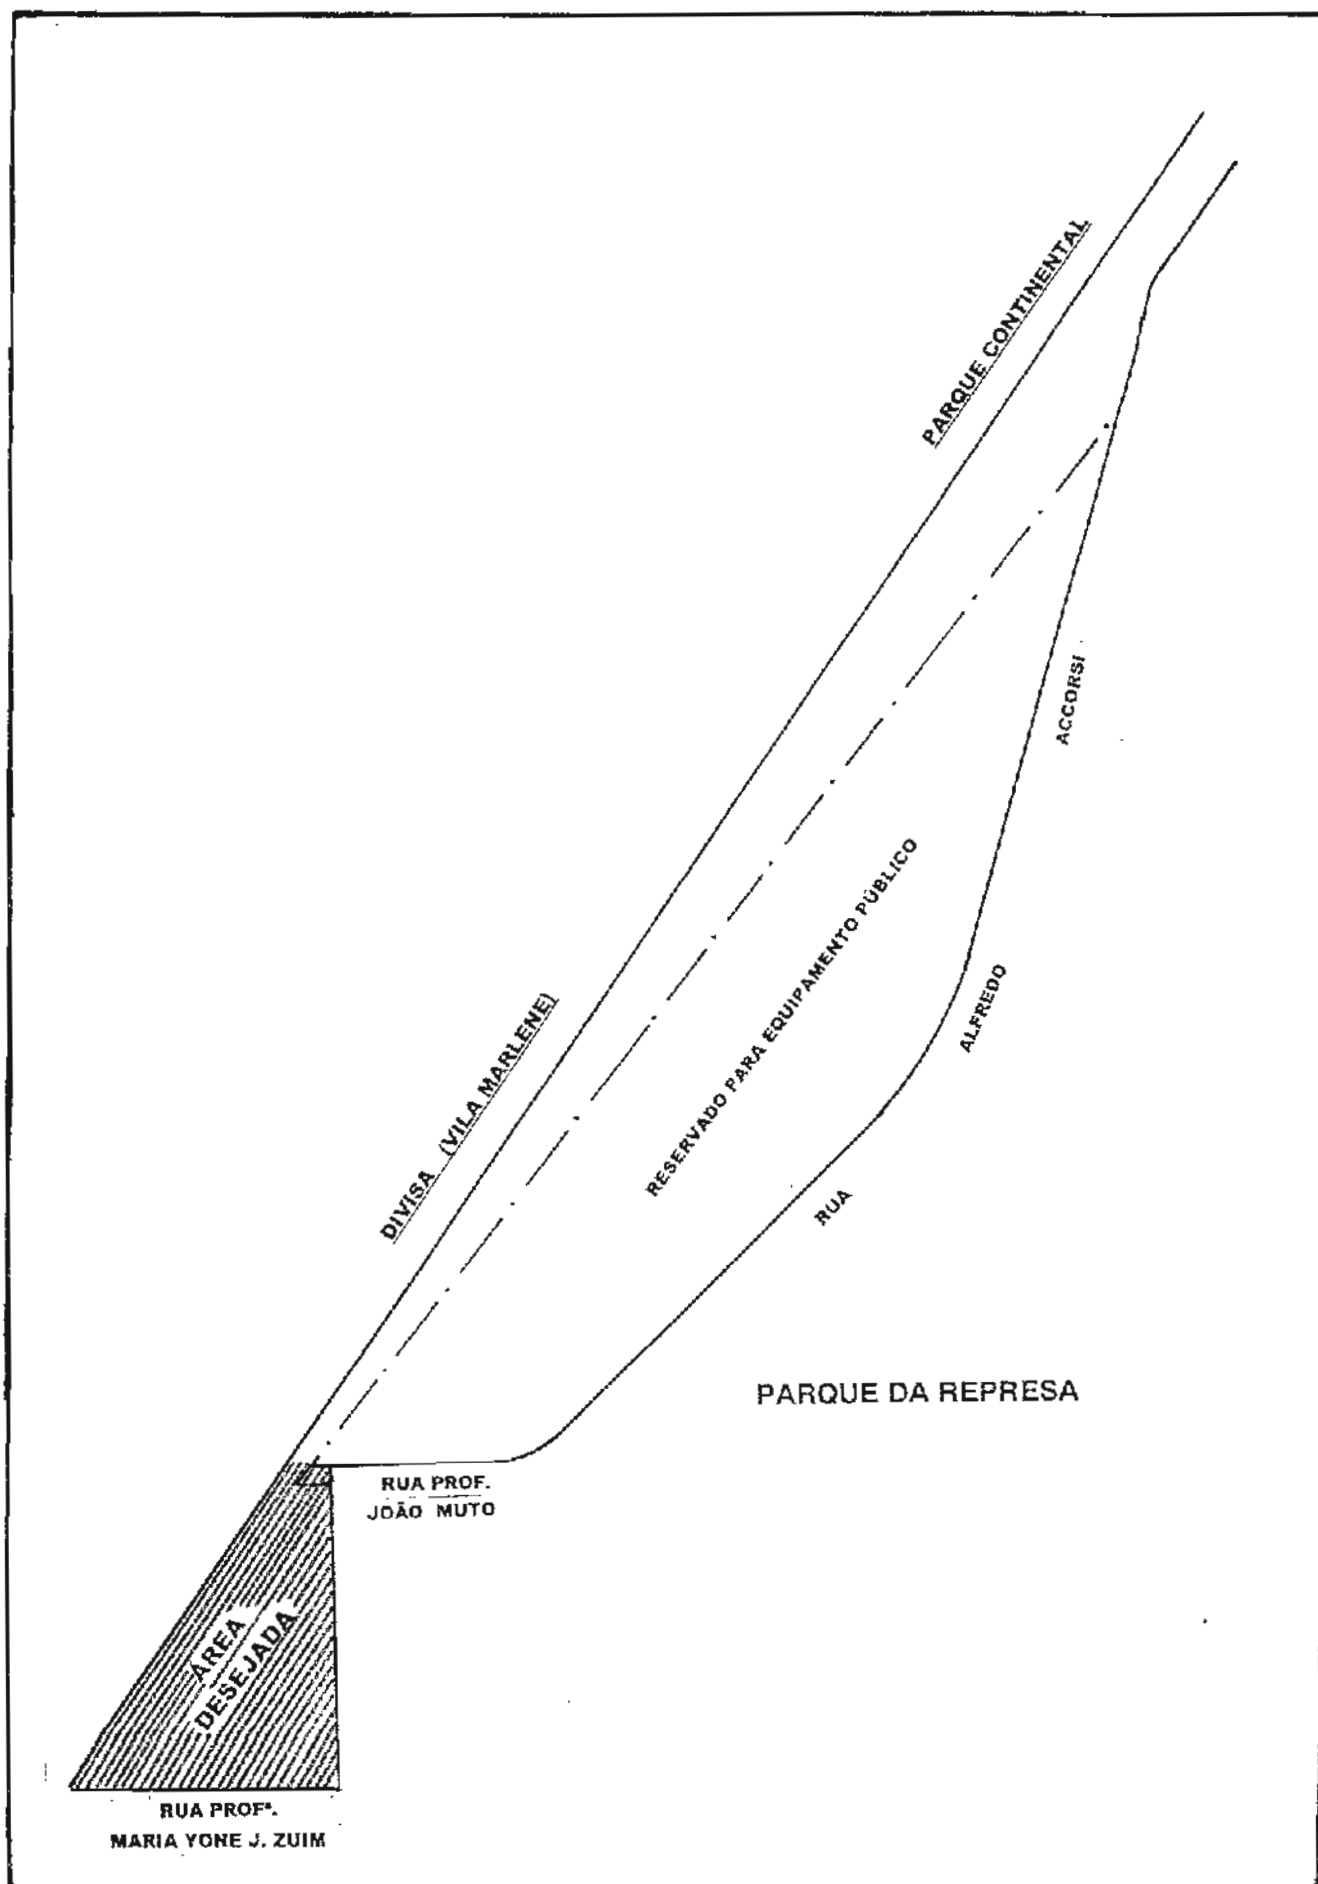 PARQUE CONTINENTAL
ACCORSI
RESERVADO PARA EQUIPAMENTO PÚBLICO
ALFREDO
DIVISA (VILA MARLENE)
RUA
PARQUE DA REPRESA
RUA PROF.
JOÃO MUTO
ÁREA
DESEJADA
RUA PROFª.
MARIA YONE J. ZUIM